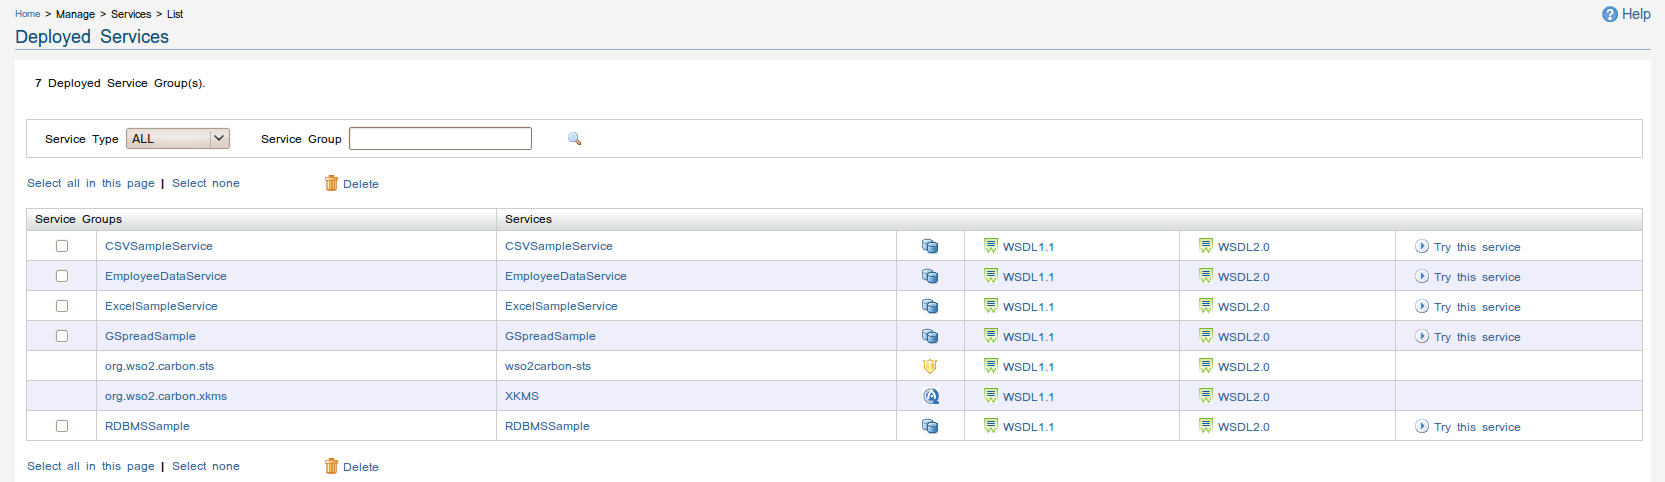 Home > Manage > Services > List
Help
Deployed Services
7 Deployed Service Group(s).
Service Type ALL Service Group
Select all in this page | Select none Delete
Service Groups Services
CSVSampleService CSVSampleService WSDL1.1 WSDL2.0 Try this service
EmployeeDataService EmployeeDataService WSDL1.1 WSDL2.0 Try this service
ExcelSampleService ExcelSampleService WSDL1.1 WSDL2.0 Try this service
GSpreadSample GSpreadSample WSDL1.1 WSDL2.0 Try this service
org.wso2.carbon.sts wso2carbon-sts WSDL1.1 WSDL2.0
org.wso2.carbon.xkms XKMS WSDL1.1 WSDL2.0
RDBMSSample RDBMSSample WSDL1.1 WSDL2.0 Try this service
Select all in this page | Select none Delete